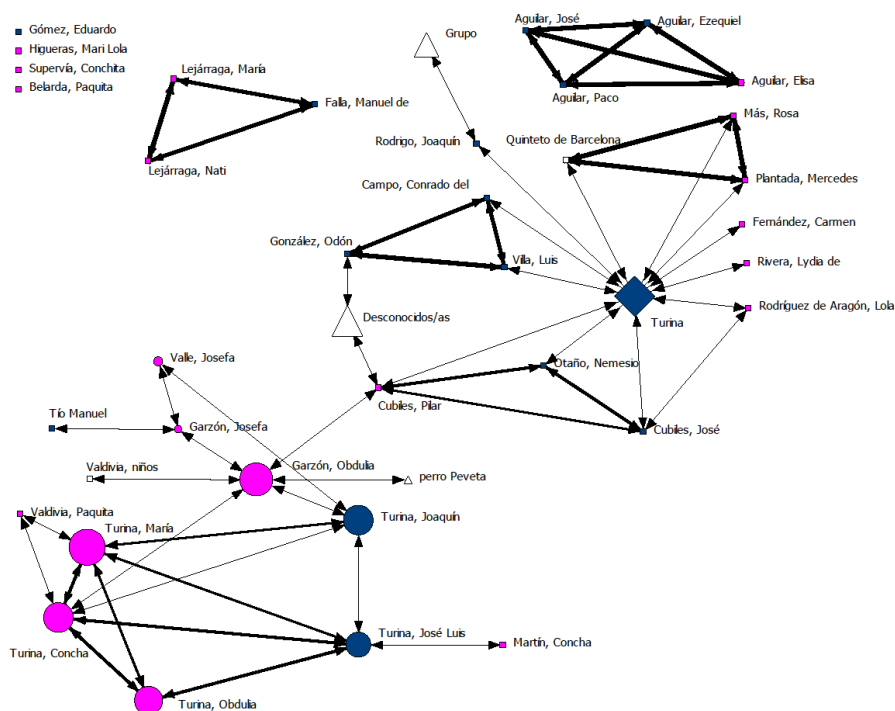 Gómez, Eduardo
Higueras, Mari Lola
Supervía, Conchita
Belarda, Paquita
Lejárraga, María
Falla, Manuel de
Lejárraga, Nati
Grupo
Aguilar, José
Aguilar, Ezequiel
Aguilar, Paco
Aguilar, Elisa
Más, Rosa
Rodrigo, Joaquín
Quinteto de Barcelona
Plantada, Mercedes
Campo, Conrado del
Fernández, Carmen
González, Odón
Villa, Luis
Rivera, Lydia de
Rodríguez de Aragón, Lola
Desconocidos/as
Turina
Valle, Josefa
Otaño, Nemesio
Cubiles, Pilar
Tío Manuel
Garzón, Josefa
Cubiles, José
Valdivia, niños
Garzón, Obdulia
perro Peveta
Valdivia, Paquita
Turina, María
Turina, Joaquín
Turina, Concha
Turina, José Luis
Martín, Concha
Turina, Obdulia